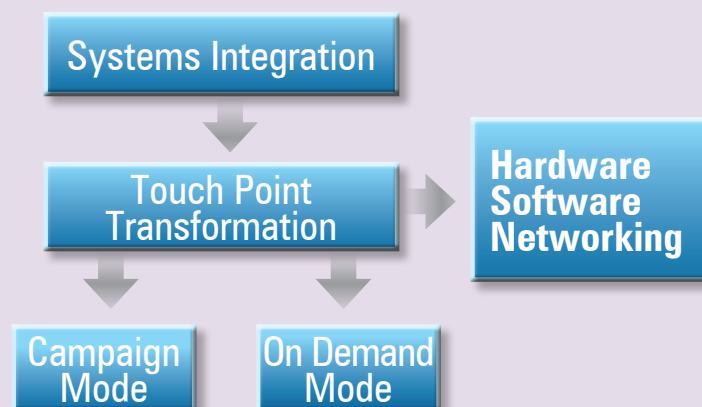 Systems Integration
Touch Point
Transformation
Hardware
Software
Networking
Campaign
Mode
On Demand
Mode